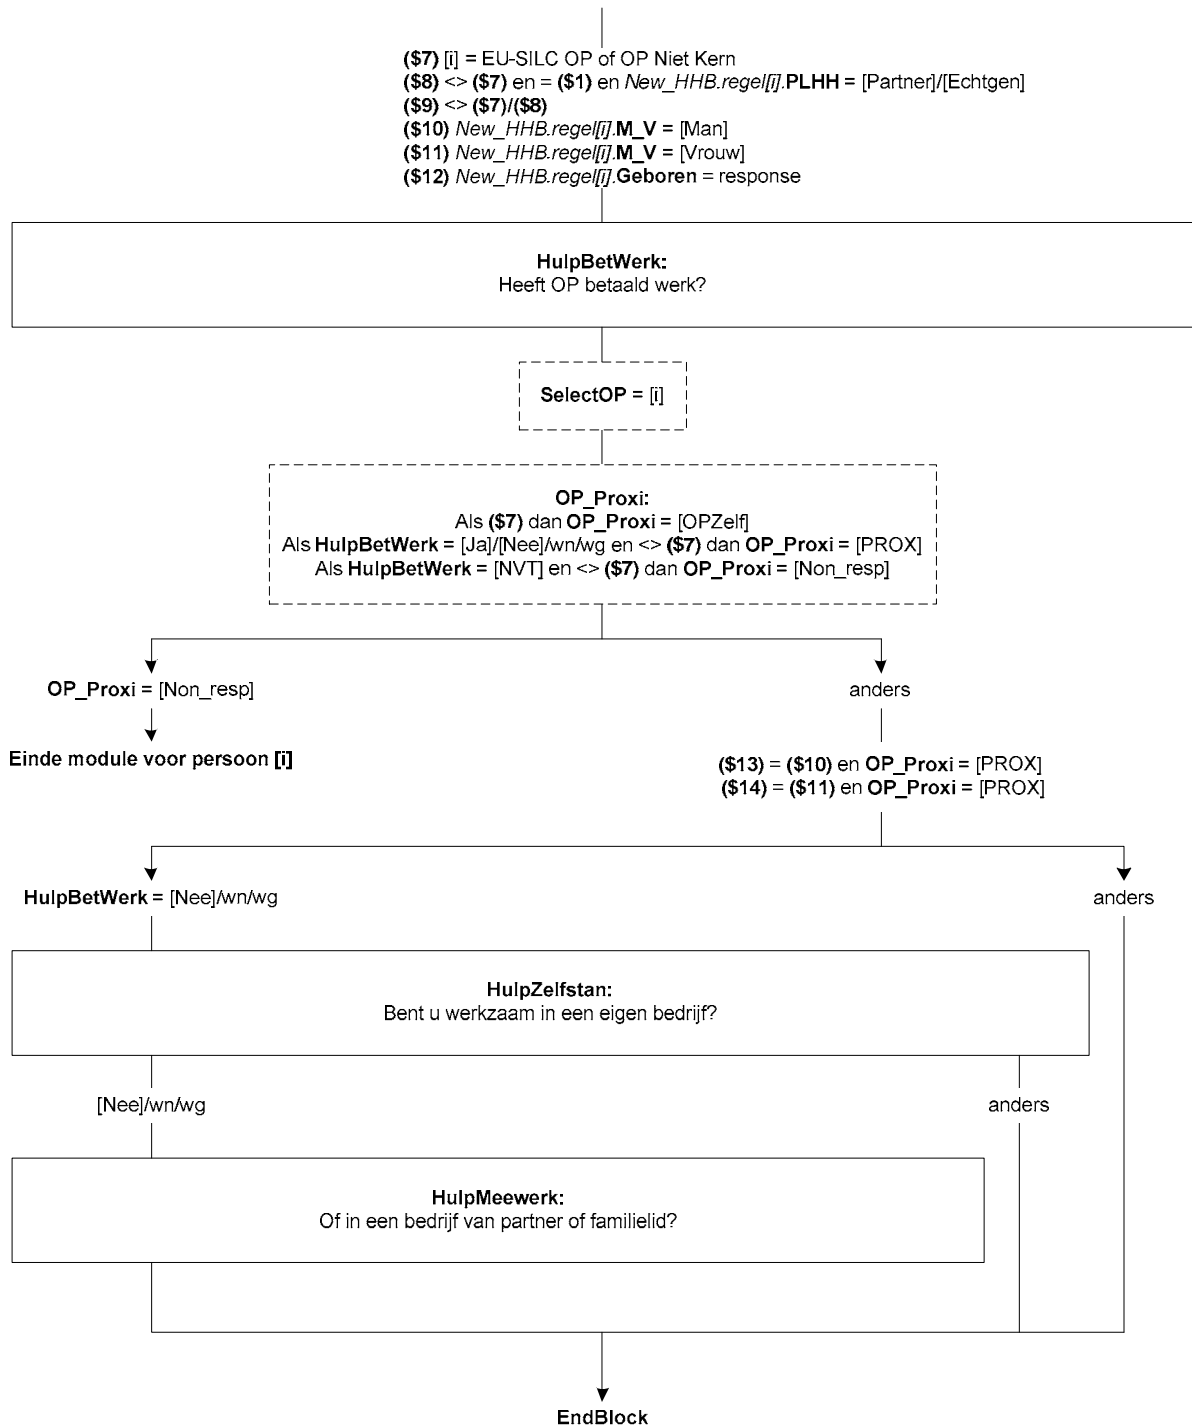 ($7) [i] = EU-SILC OP of OP Niet Kern
($8) <> ($7) en = ($1) en New_HHB.regel[i].PLHH = [Partner]/[Echtgen]
($9) <> ($7)/($8)
($10) New_HHB.regel[i].M_V = [Man]
($11) New_HHB.regel[i].M_V = [Vrouw]
($12) New_HHB.regel[i].Geboren = response
HulpBetWerk:
Heeft OP betaald werk?
SelectOP = [i]
OP_Proxi:
Als ($7) dan OP_Proxi = [OPZelf]
Als HulpBetWerk = [Ja]/[Nee]/wn/wg en <> ($7) dan OP_Proxi = [PROX]
Als HulpBetWerk = [NVT] en <> ($7) dan OP_Proxi = [Non_resp]
OP_Proxi = [Non_resp]
anders
Einde module voor persoon [i]
($13) = ($10) en OP_Proxi = [PROX]
($14) = ($11) en OP_Proxi = [PROX]
HulpBetWerk = [Nee]/wn/wg
anders
HulpZelfstan:
Bent u werkzaam in een eigen bedrijf?
[Nee]/wn/wg
anders
HulpMeewerk:
Of in een bedrijf van partner of familielid?
EndBlock